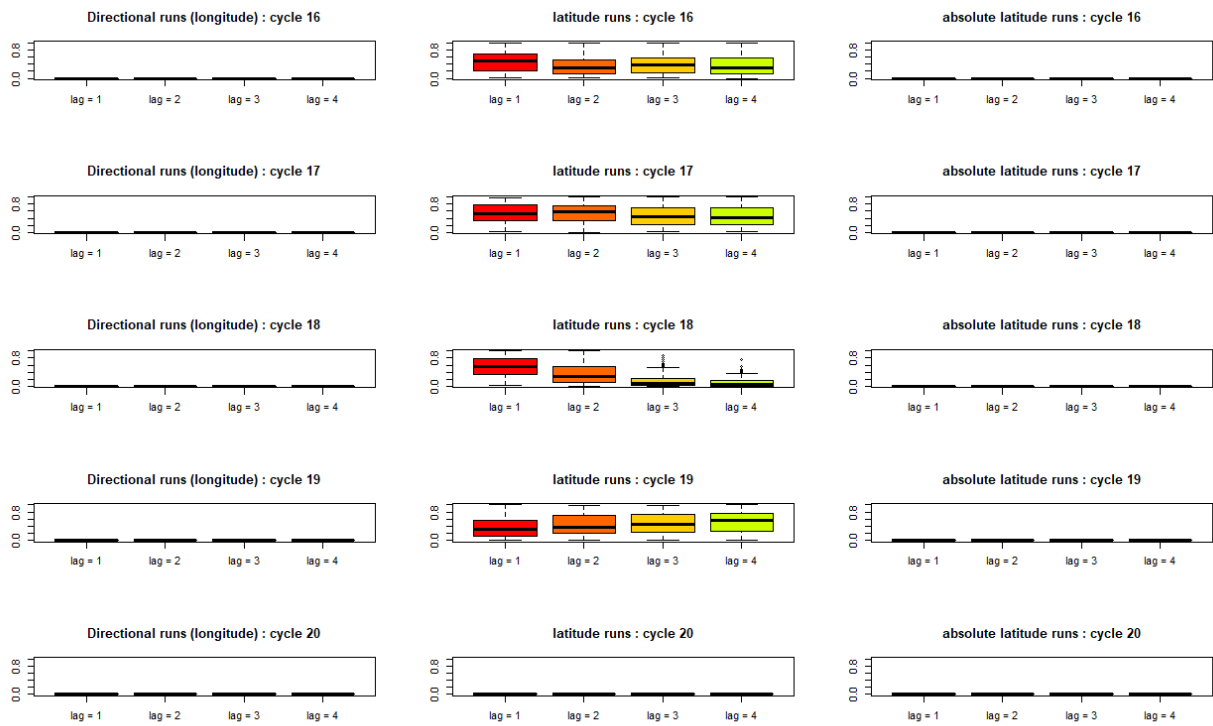 Directional runs (longitude) : cycle 16
latitude runs : cycle 16
absolute latitude runs : cycle 16
0.0 0.8
0.0 0.8
0.0 0.8
lag = 1 lag = 2 lag = 3 lag = 4
lag = 1 lag = 2 lag = 3 lag = 4
lag = 1 lag = 2 lag = 3 lag = 4
Directional runs (longitude) : cycle 17
latitude runs : cycle 17
absolute latitude runs : cycle 17
0.0 0.8
0.0 0.8
0.0 0.8
lag = 1 lag = 2 lag = 3 lag = 4
lag = 1 lag = 2 lag = 3 lag = 4
lag = 1 lag = 2 lag = 3 lag = 4
Directional runs (longitude) : cycle 18
latitude runs : cycle 18
absolute latitude runs : cycle 18
0.0 0.8
0.0 0.8
0.0 0.8
lag = 1 lag = 2 lag = 3 lag = 4
lag = 1 lag = 2 lag = 3 lag = 4
lag = 1 lag = 2 lag = 3 lag = 4
Directional runs (longitude) : cycle 19
latitude runs : cycle 19
absolute latitude runs : cycle 19
0.0 0.8
0.0 0.8
0.0 0.8
lag = 1 lag = 2 lag = 3 lag = 4
lag = 1 lag = 2 lag = 3 lag = 4
lag = 1 lag = 2 lag = 3 lag = 4
Directional runs (longitude) : cycle 20
latitude runs : cycle 20
absolute latitude runs : cycle 20
0.0 0.8
0.0 0.8
0.0 0.8
lag = 1 lag = 2 lag = 3 lag = 4
lag = 1 lag = 2 lag = 3 lag = 4
lag = 1 lag = 2 lag = 3 lag = 4